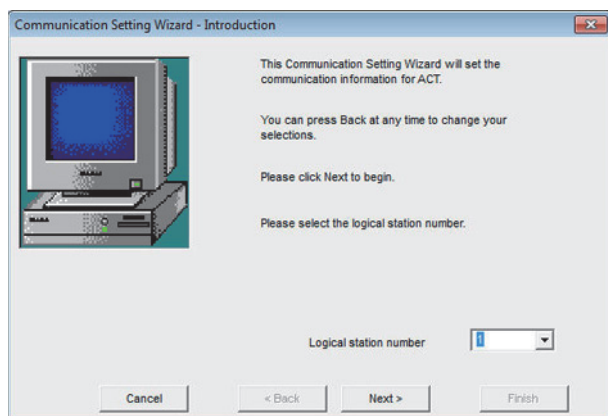 Communication Setting Wizard - Introduction
This Communication Setting Wizard will set the
communication information for ACT.
You can press Back at any time to change your
selections.
Please click Next to begin.
Please select the logical station number.
Logical station number
1
Cancel
< Back
Next >
Finish